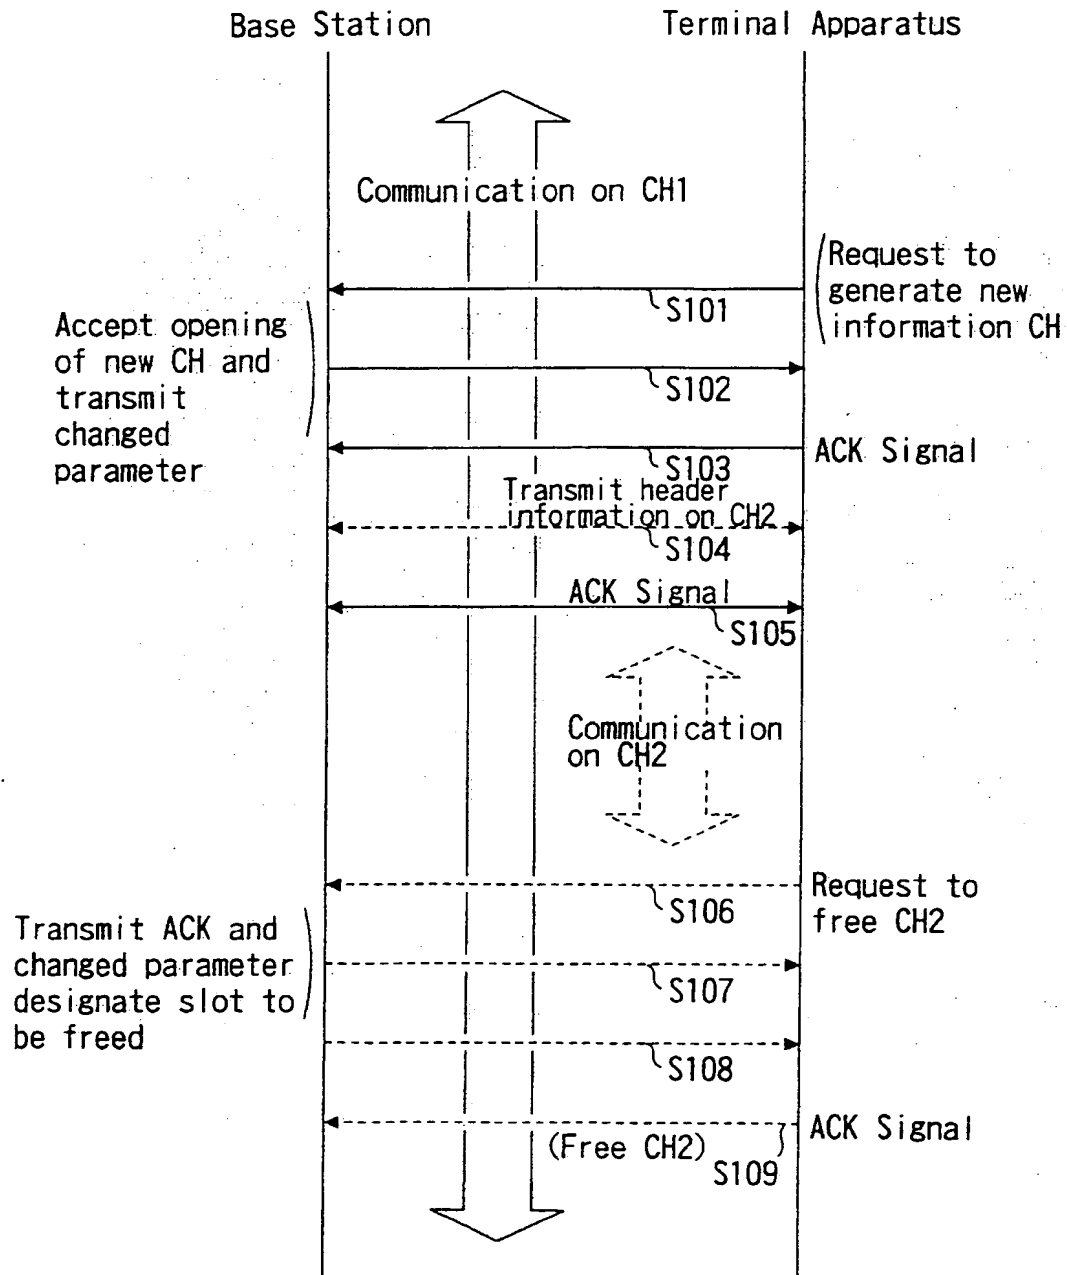 Base Station
Terminal Apparatus
Communication on CH1
Request to
generate new
information CH
S101
Accept opening
of new CH and
transmit
changed
parameter
S102
ACK Signal
S103
Transmit header
information on CH2
S104
ACK Signal
S105
Communication
on CH2
Request to
free CH2
S106
Transmit ACK and
changed parameter
designate slot to
be freed
S107
S108
ACK Signal
(Free CH2)
S109